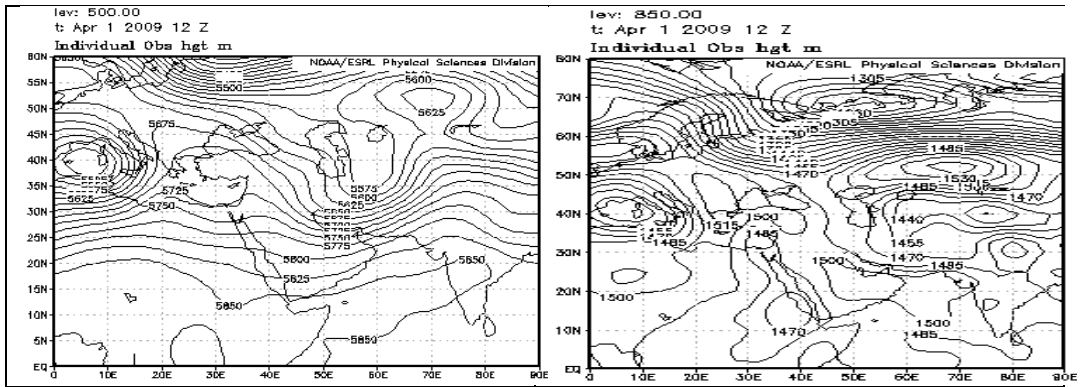 lev: 500.00
t: Apr 1 2009 12 Z
Individual Obs hgt m
NOAA/ESRL Physical Sciences Division
60N
55N
50N
45N
40N
35N
30N
25N
20N
15N
10N
5N
EQ
0
10E
20E
30E
40E
50E
60E
70E
80E
90E
5500
5600
5625
5675
5625
5725
5750
5575
5600
5625
5775
5800
5825
5850
5850
5850
lev: 850.00
t: Apr 1 2009 12 Z
Individual Obs hgt m
NOAA/ESRL Physical Sciences Division
80N
70N
60N
50N
40N
30N
20N
10N
EQ
0
10E
20E
30E
40E
50E
60E
70E
80E
90E
1305
1485
1470
1530
1485
1470
1500
1515
1485
1440
1455
1470
1485
1485
1500
1500
1470
1500
1485